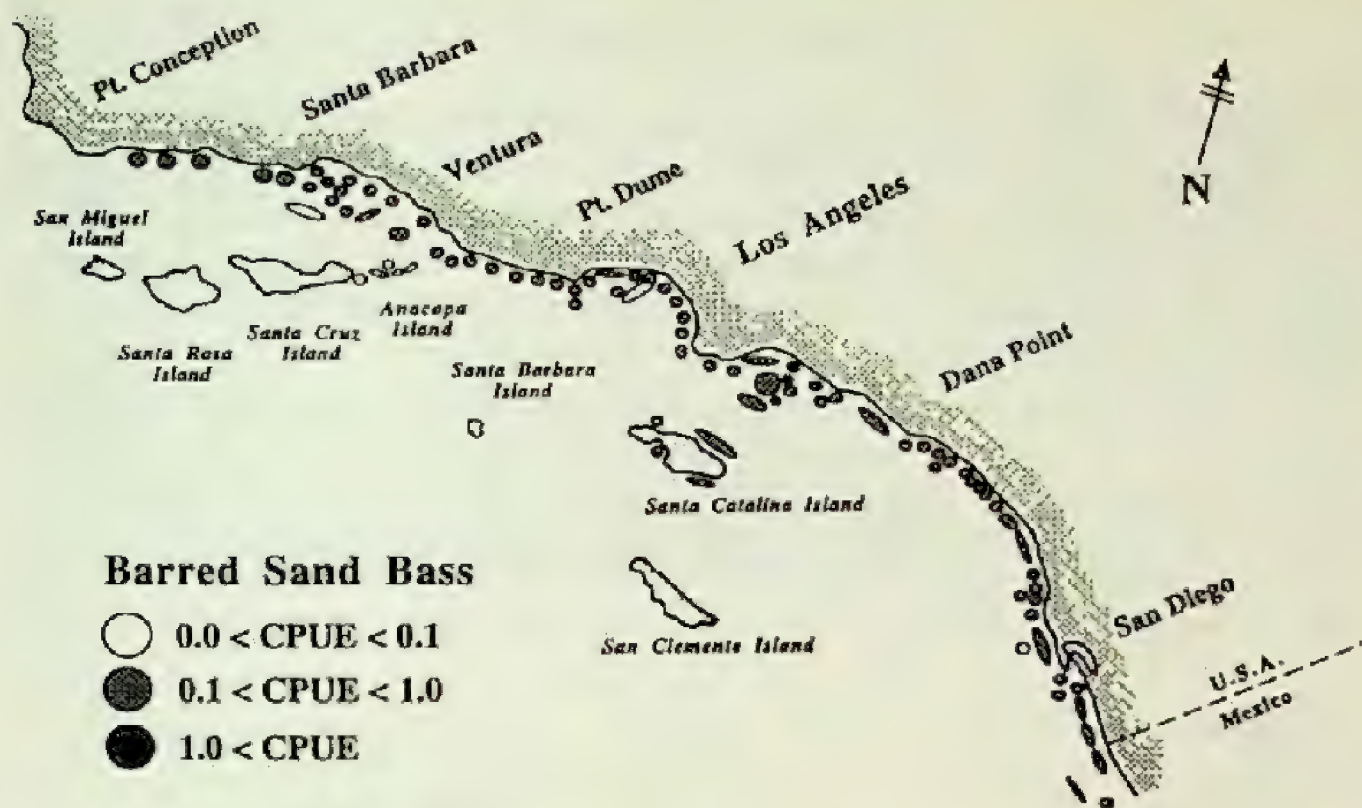 Pt. Conception
Santa Barbara
Ventura
Pt. Dume
Los Angeles
N
San Miguel
Island
Santa Rosa
Island
Santa Cruz
Island
Anacapa
Island
Santa Barbara
Island
Dana Point
Santa Catalina Island
San Clemente Island
San Diego
U.S.A.
Mexico
Barred Sand Bass
0.0 < CPUE < 0.1
0.1 < CPUE < 1.0
1.0 < CPUE